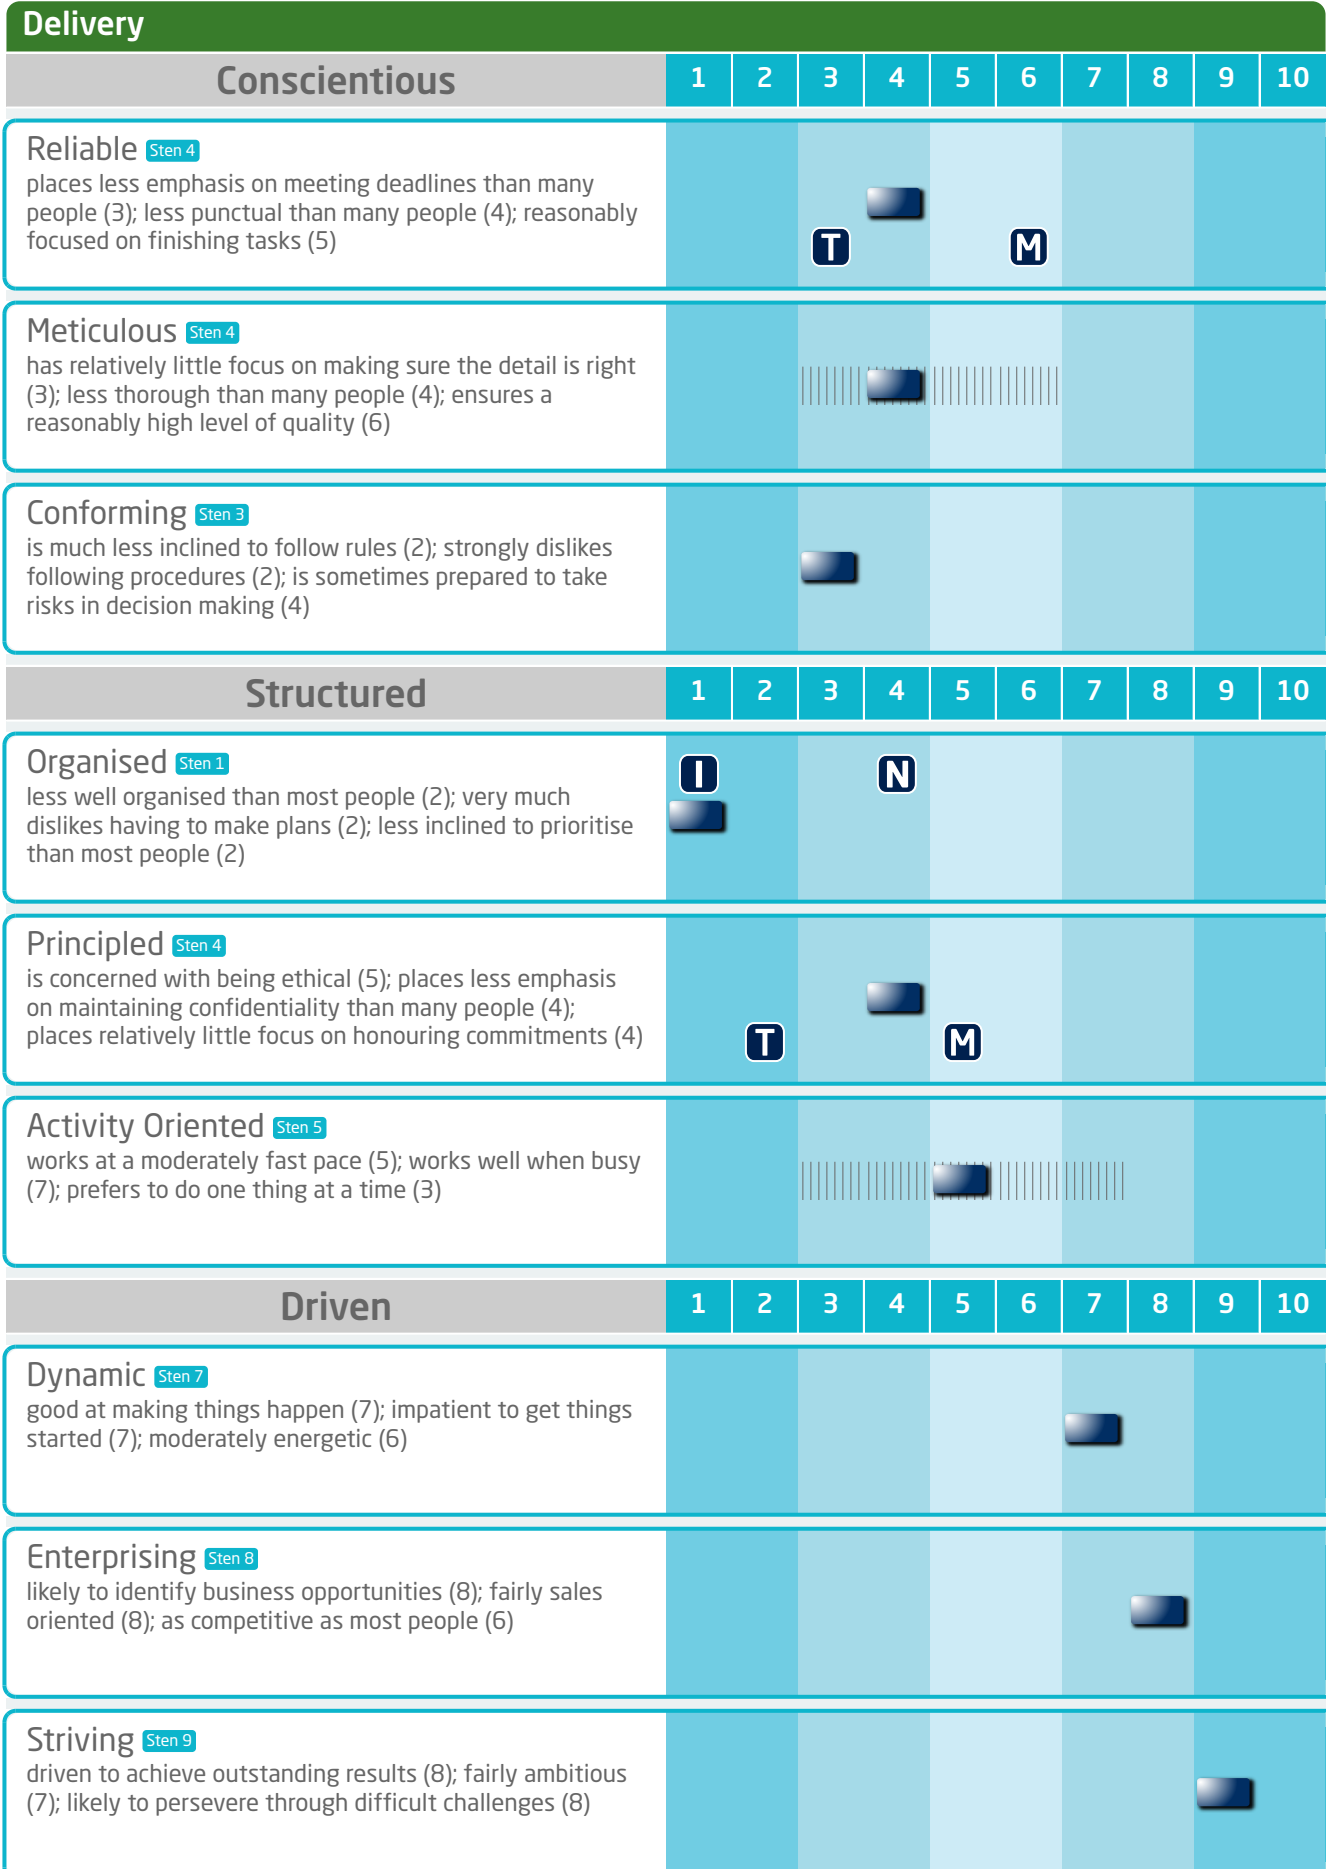 Delivery
Conscientious 1 2 3 4 5 6 7 8 9 10
Reliable Sten 4
places less emphasis on meeting deadlines than many
people (3); less punctual than many people (4); reasonably
focused on finishing tasks (5)
T M
Meticulous Sten 4
has relatively little focus on making sure the detail is right
(3); less thorough than many people (4); ensures a
reasonably high level of quality (6)
Conforming Sten 3
is much less inclined to follow rules (2); strongly dislikes
following procedures (2); is sometimes prepared to take
risks in decision making (4)
Structured 1 2 3 4 5 6 7 8 9 10
Organised Sten 1
I N
less well organised than most people (2); very much
dislikes having to make plans (2); less inclined to prioritise
than most people (2)
Principled Sten 4
is concerned with being ethical (5); places less emphasis
on maintaining confidentiality than many people (4);
places relatively little focus on honouring commitments (4)
T M
Activity Oriented Sten 5
works at a moderately fast pace (5); works well when busy
(7); prefers to do one thing at a time (3)
Driven 1 2 3 4 5 6 7 8 9 10
Dynamic Sten 7
good at making things happen (7); impatient to get things
started (7); moderately energetic (6)
Enterprising Sten 8
likely to identify business opportunities (8); fairly sales
oriented (8); as competitive as most people (6)
Striving Sten 9
driven to achieve outstanding results (8); fairly ambitious
(7); likely to persevere through difficult challenges (8)